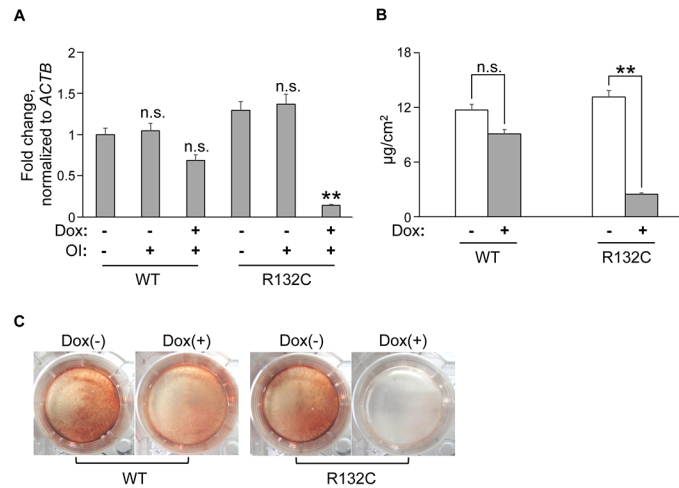 A
Fold change,
normalized to ACTB
2
1.5
1
0.5
0
n.s.
n.s.
n.s.
**
Dox: - - + - - +
OI: - + + - + +
WT R132C
B
µg/cm²
18
12
6
0
n.s.
**
Dox: - + - +
WT R132C
C
Dox(-) Dox(+) Dox(-) Dox(+)
WT R132C